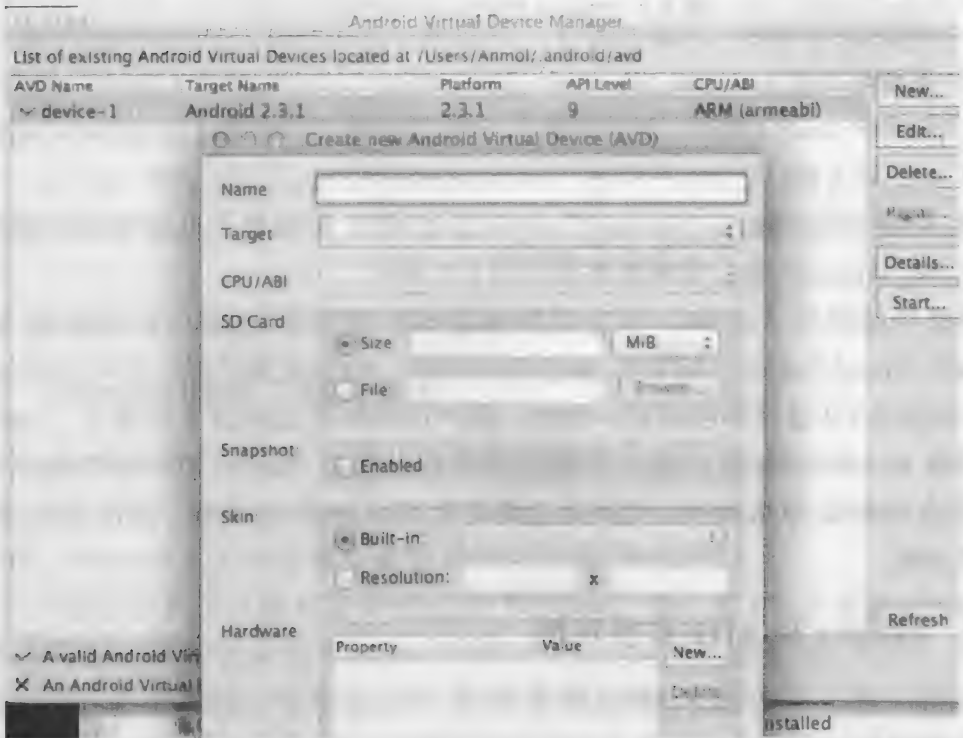 Android Virtual Device Manager
List of existing Android Virtual Devices located at /Users/Anmol/.android/avd
AVD Name Target Name Platform API Level CPU/ABI
device-1 Android 2.3.1 2.3.1 9 ARM (armeabi)
New...
Edit...
Delete...
Details...
Start...
Refresh
Create new Android Virtual Device (AVD)
Name
Target
CPU/ABI
SD Card
Size MiB
File
Snapshot:
Enabled
Skin:
Built-in:
Resolution: x
Hardware
Property Value New...
Delete
A valid Android
An Android Virtual
nstalled